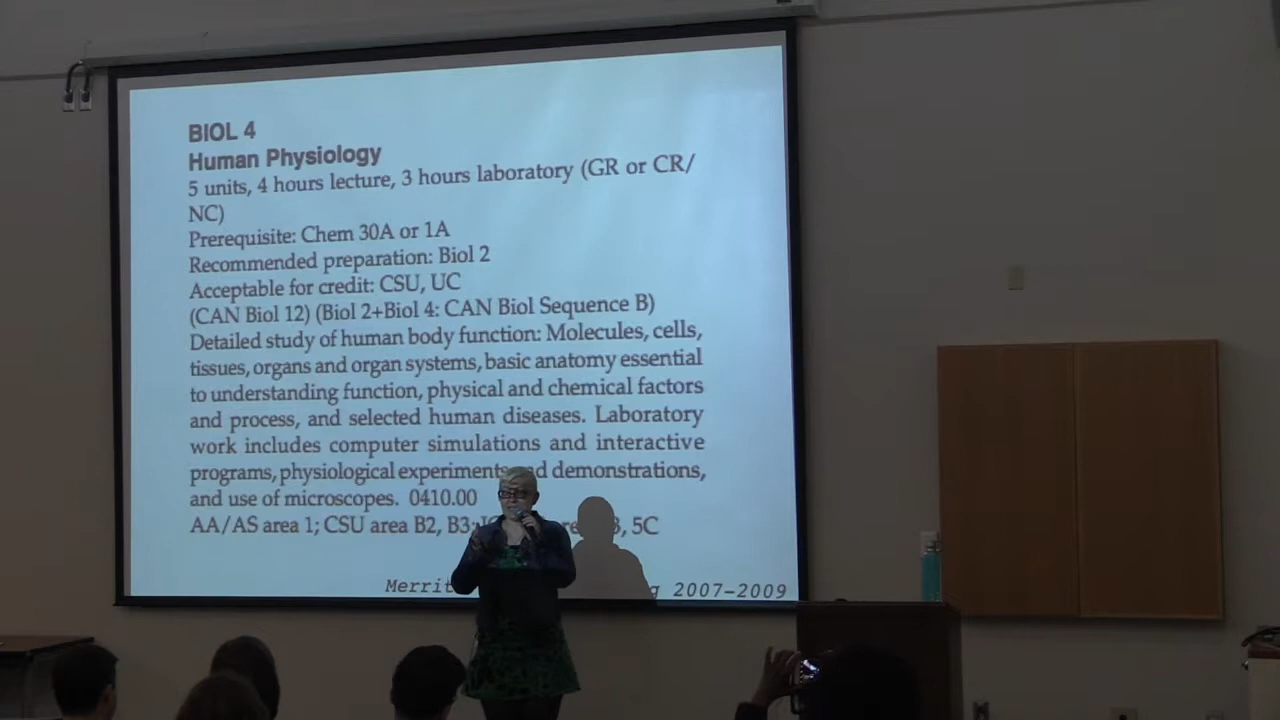 BIOL 4
Human Physiology
5 units, 4 hours lecture, 3 hours laboratory (GR or CR/
NC)
Prerequisite: Chem 30A or 1A
Recommended preparation: Biol 2
Acceptable for credit: CSU, UC
(CAN Biol 12) (Biol 2+Biol 4: CAN Biol Sequence B)
Detailed study of human body function: Molecules, cells,
tissues, organs and organ systems, basic anatomy essential
to understanding function, physical and chemical factors
and process, and selected human diseases. Laboratory
work includes computer simulations and interactive
programs, physiological experiments and demonstrations,
and use of microscopes. 0410.00
AA/AS area 1; CSU area B2, B3; 5C
2007-2009